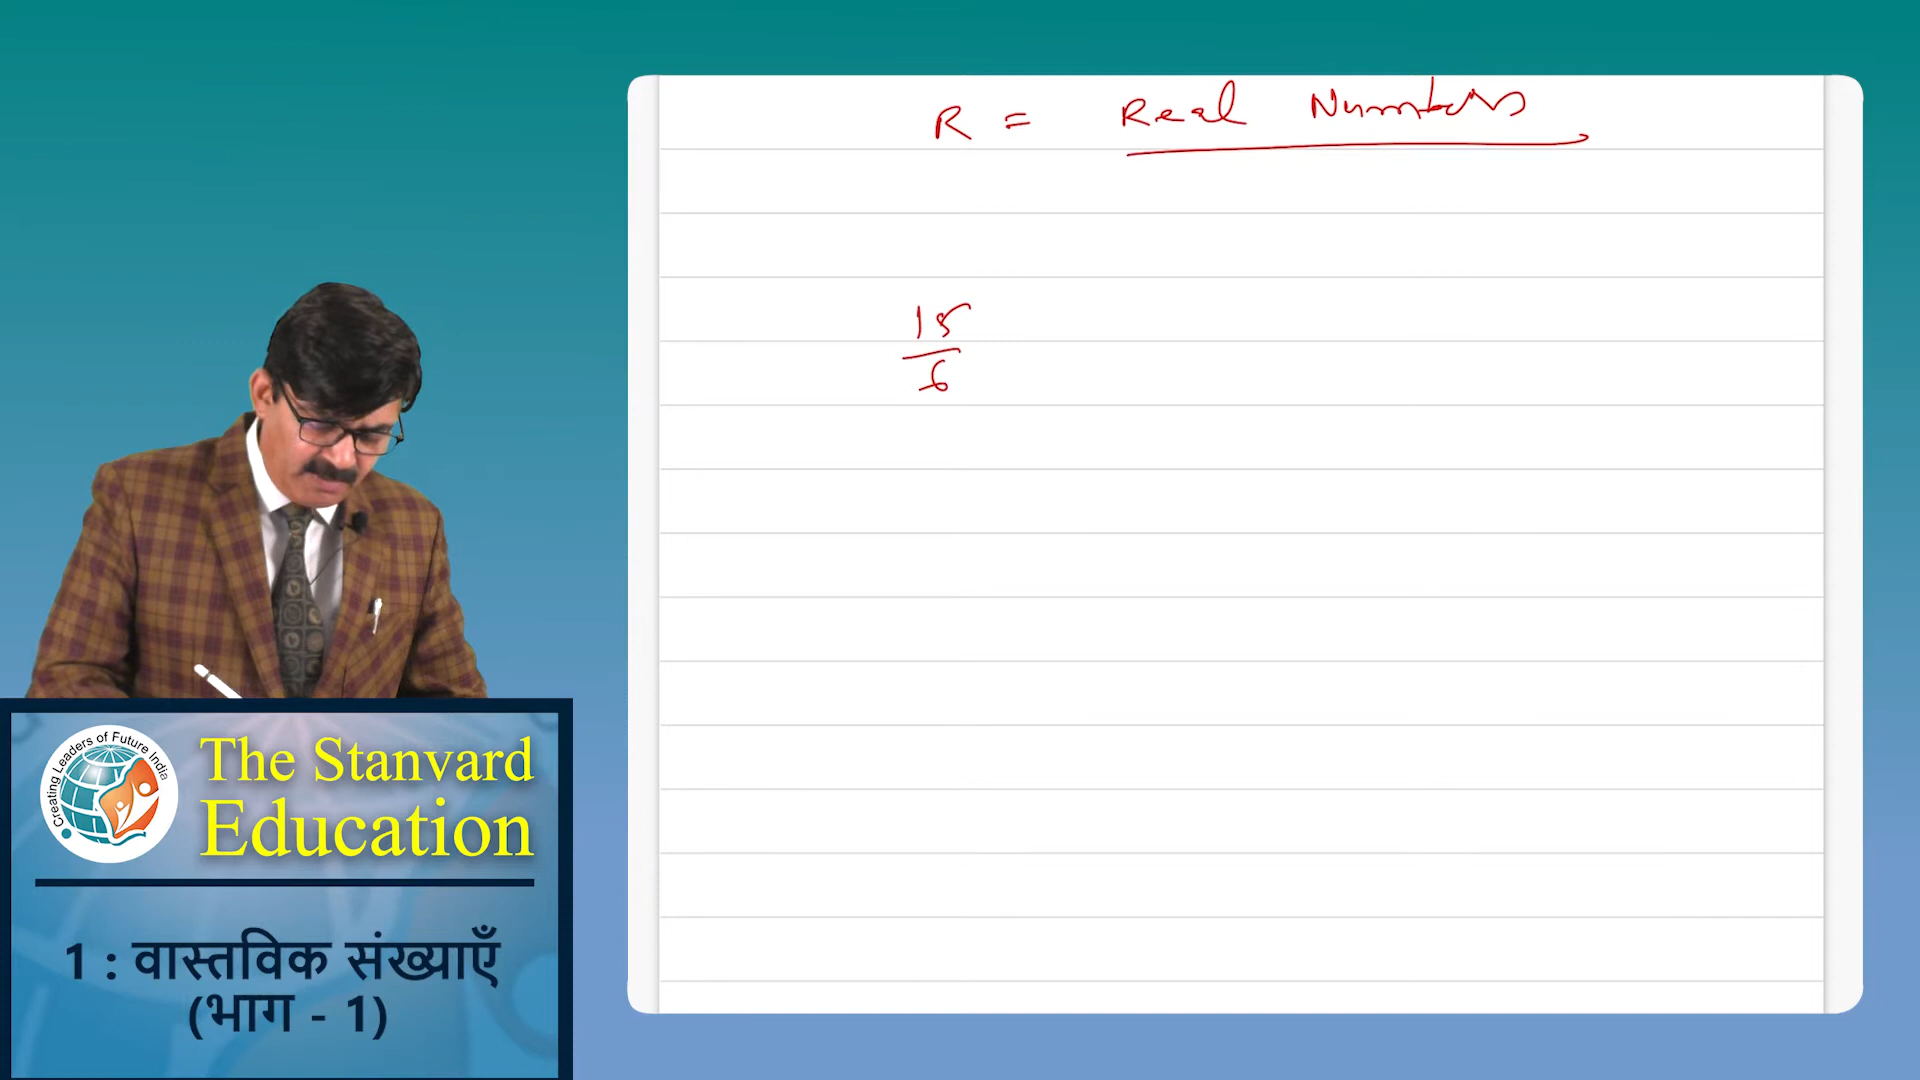 R = Real Numbers
15
6
Creating Leaders of Future India
The Stanvard
Education
1 : वास्तविक संख्याएँ
(भाग - 1)